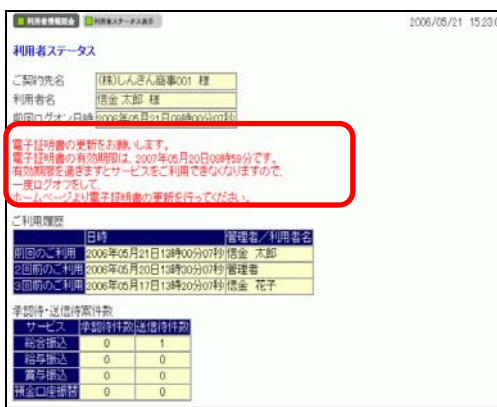 利用者情報照会 利用者ステータス表示 2006/05/21 15:23:0
利用者ステータス
ご契約先名 (株)しんきん商事001 様
利用者名 信金 太郎 様
前回ログオン日時 2006年05月21日09時00分07秒
電子証明書の更新をお願いします。
電子証明書の有効期限は、2007年05月20日08時59分です。
有効期限を過ぎますとサービスをご利用できなくなりますので、
一度ログオフをして、
ホームページより電子証明書の更新を行ってください。
ご利用履歴
日時 管理者/利用者名
前回のご利用 2006年05月21日13時00分07秒 信金 太郎
2回前のご利用 2006年05月20日13時30分07秒 管理者
3回前のご利用 2006年05月17日13時20分07秒 信金 花子
承認待・送信待案件数
サービス 承認待件数 送信待件数
総合振込 0 1
給与振込 0 0
賞与振込 0 0
預金口座振替 0 0